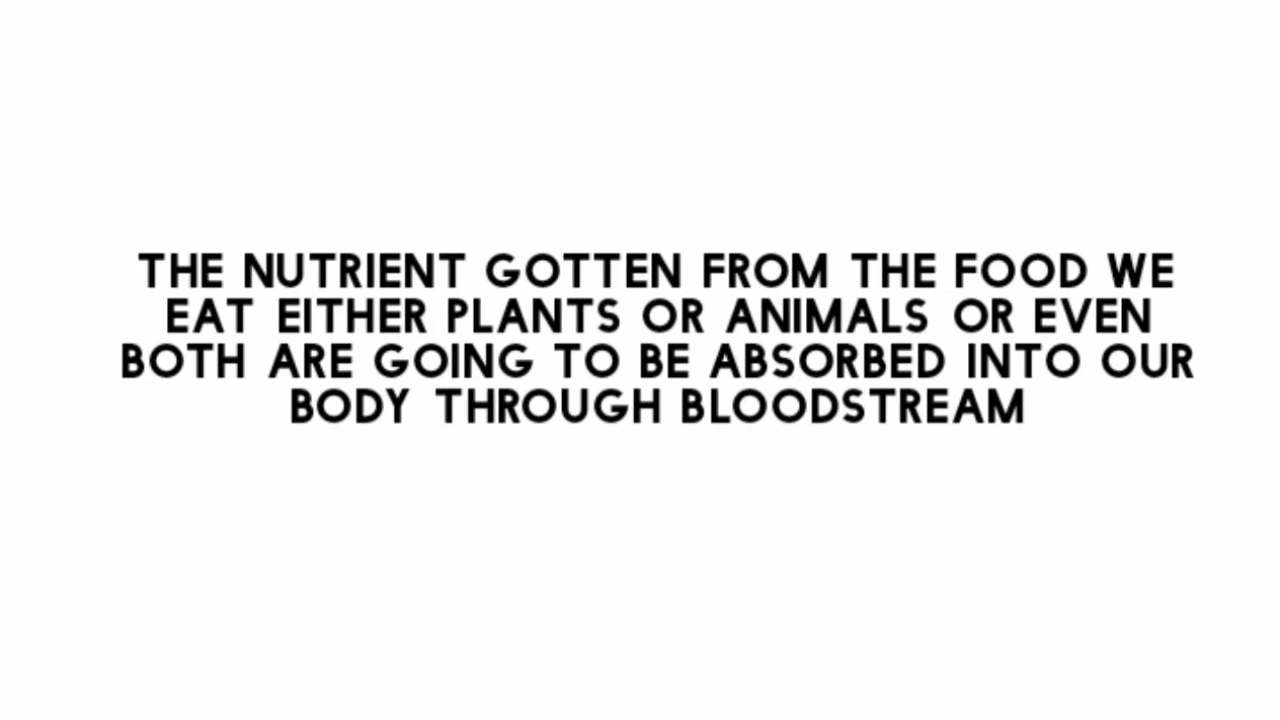 THE NUTRIENT GOTTEN FROM THE FOOD WE
EAT EITHER PLANTS OR ANIMALS OR EVEN
BOTH ARE GOING TO BE ABSORBED INTO OUR
BODY THROUGH BLOODSTREAM